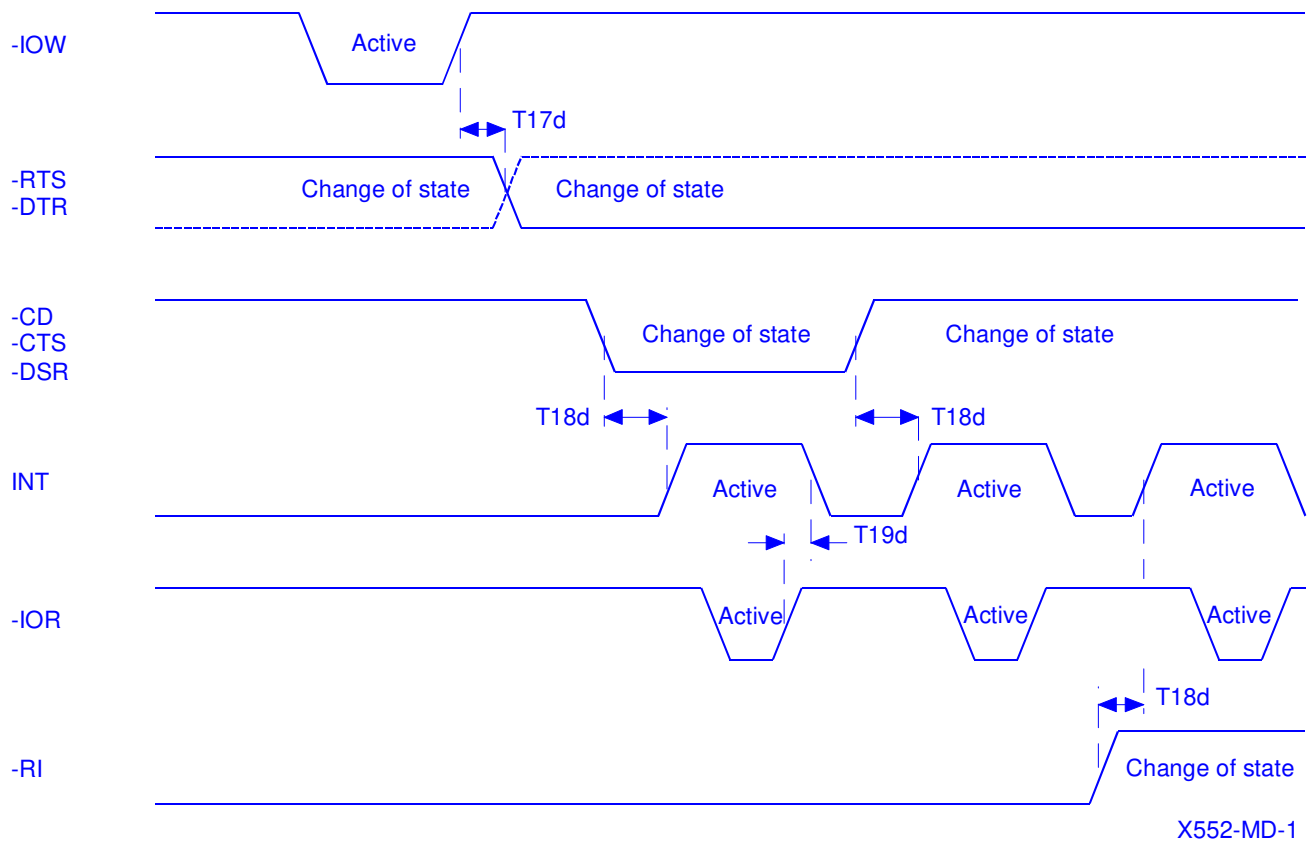 -IOW
Active
T17d
-RTS
-DTR
Change of state
Change of state
-CD
-CTS
-DSR
Change of state
Change of state
T18d
T18d
INT
Active
Active
Active
T19d
-IOR
Active
Active
Active
T18d
-RI
Change of state
X552-MD-1